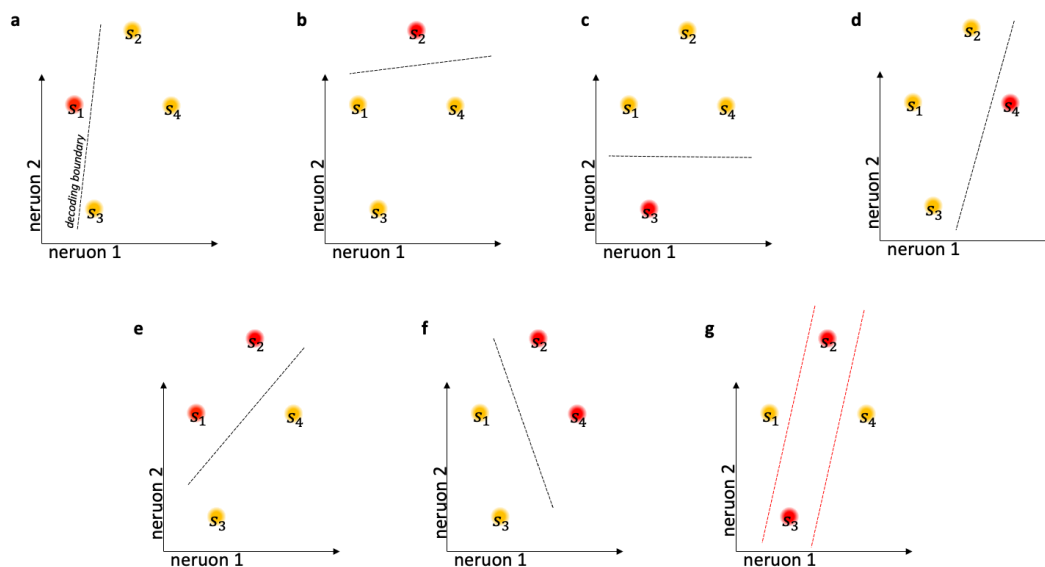 a
s₂
s₁
s₄
decoding boundary
s₃
neruon 2
neruon 1
b
s₂
s₁
s₄
s₃
neruon 2
neruon 1
c
s₂
s₁
s₄
s₃
neruon 2
neruon 1
d
s₂
s₁
s₄
s₃
neruon 2
neruon 1
e
s₂
s₁
s₄
s₃
neruon 2
neruon 1
f
s₂
s₁
s₄
s₃
neruon 2
neruon 1
g
s₂
s₁
s₄
s₃
neruon 2
neruon 1